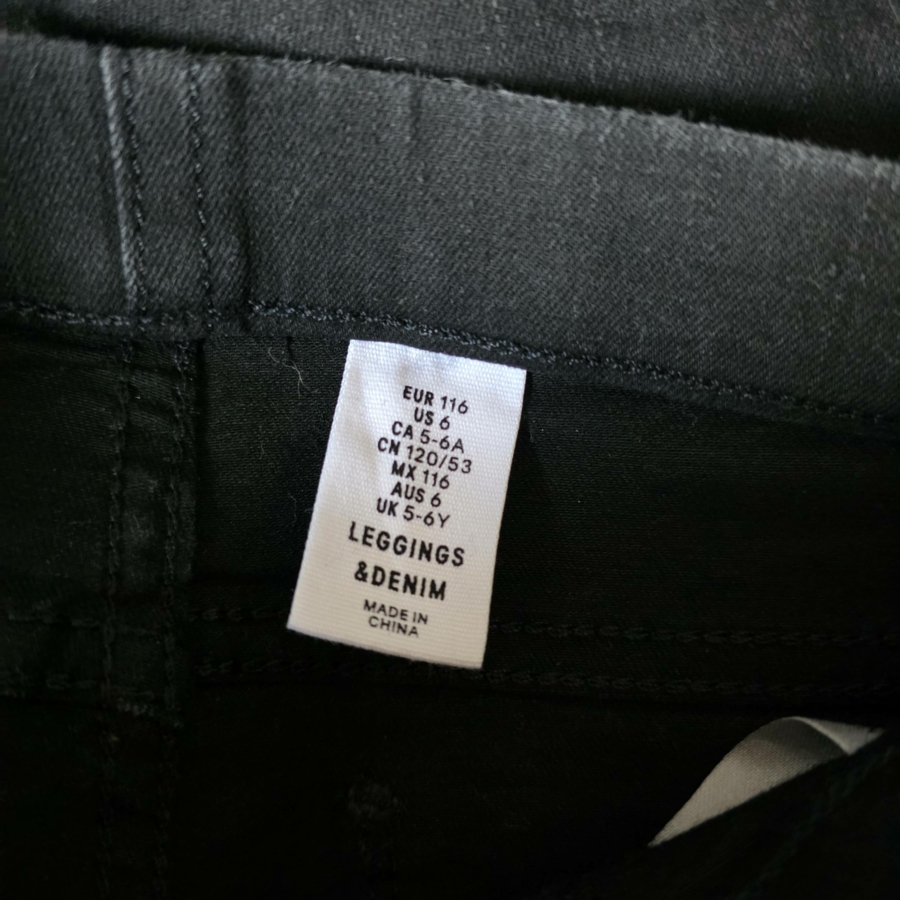 EUR 116
US 6
CA 5-6A
CN 120/53
MX 116
AUS 6
UK 5-6Y
LEGGINGS
&DENIM
MADE IN
CHINA